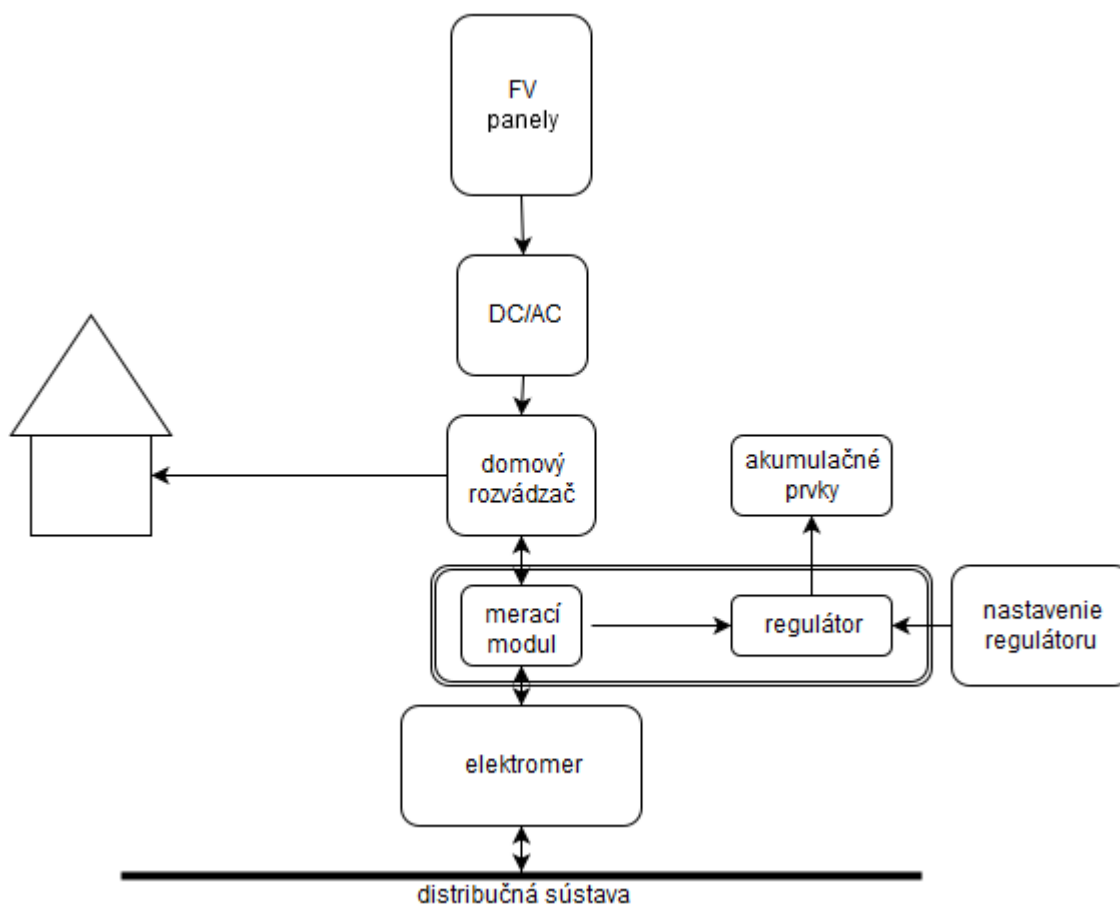 FV
panely
DC/AC
domový
rozvádzač
akumulačné
prvky
merací
modul
regulátor
nastavenie
regulátoru
elektromer
distribučná sústava